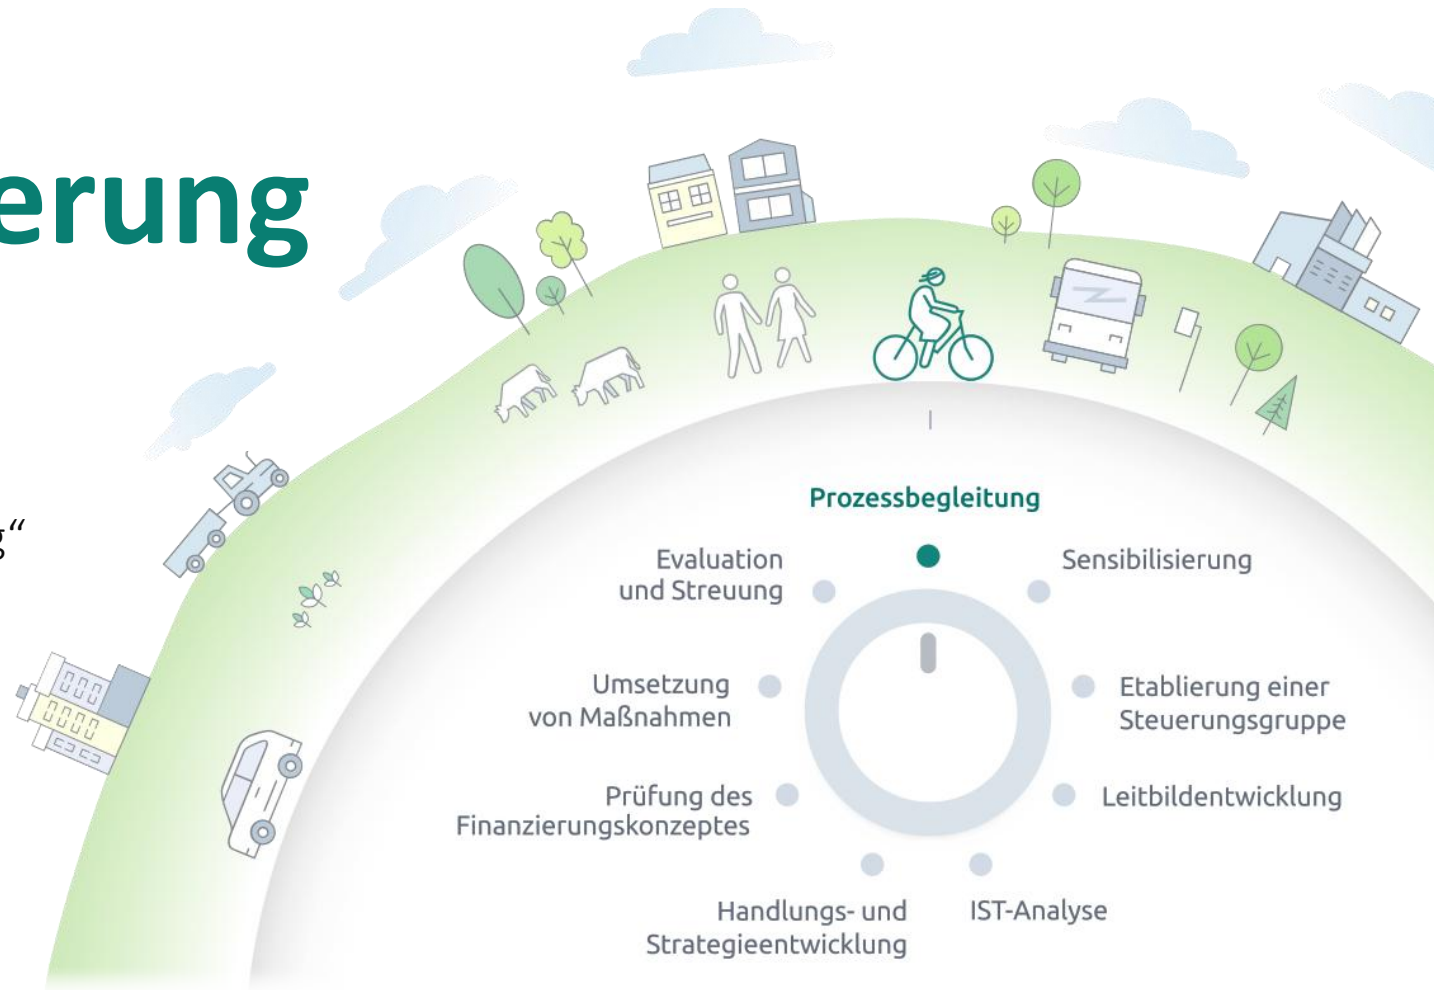 erung
g“
Prozessbegleitung
Evaluation
und Streuung
Sensibilisierung
Umsetzung
von Maßnahmen
Etablierung einer
Steuerungsgruppe
Prüfung des
Finanzierungskonzeptes
Leitbildentwicklung
Handlungs- und
Strategieentwicklung
IST-Analyse